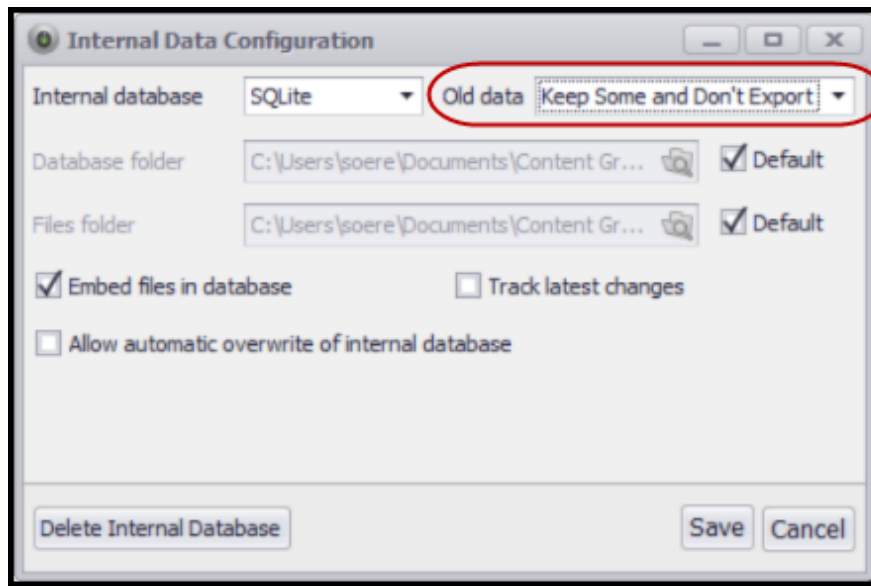 Internal Data Configuration
Internal database SQLite Old data Keep Some and Don't Export
Database folder C:\Users\soere\Documents\Content Gr... Default
Files folder C:\Users\soere\Documents\Content Gr... Default
Embed files in database Track latest changes
Allow automatic overwrite of internal database
Delete Internal Database Save Cancel